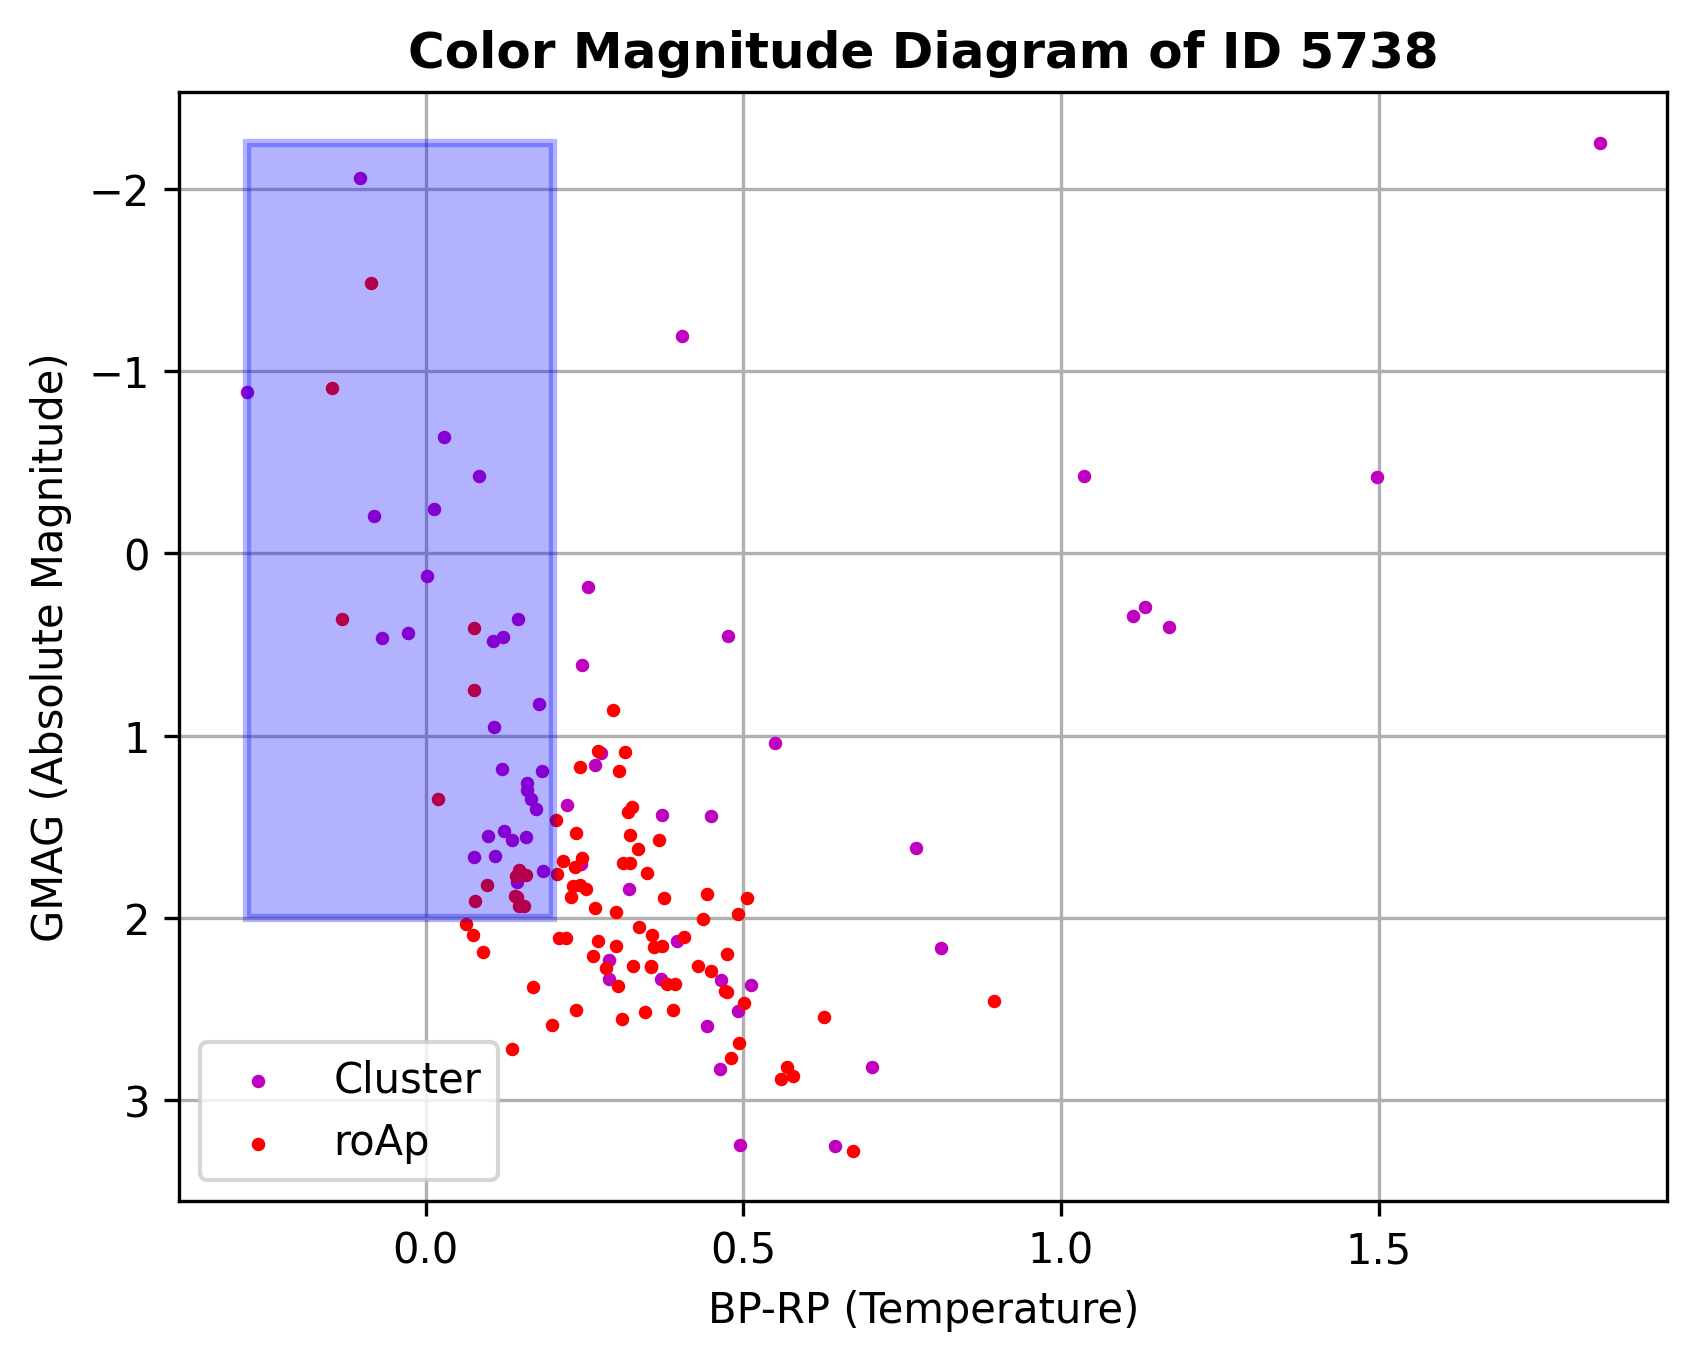 Color Magnitude Diagram of ID 5738
GMAG (Absolute Magnitude)
−2
−1
0
1
2
3
Cluster
roAp
0.0 0.5 1.0 1.5
BP-RP (Temperature)